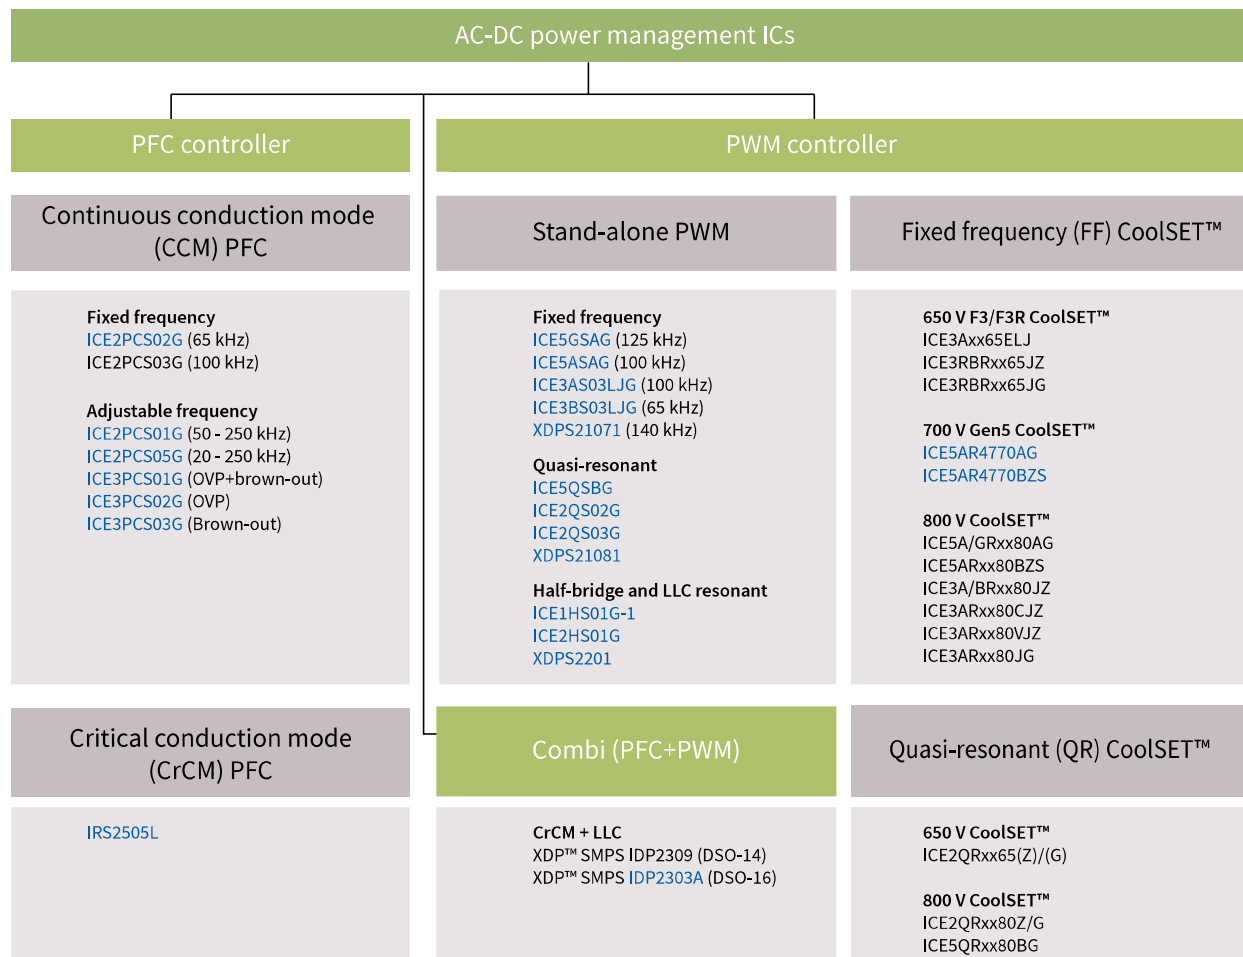 AC-DC power management ICs
PFC controller
PWM controller
Continuous conduction mode
(CCM) PFC
Fixed frequency
ICE2PCS02G (65 kHz)
ICE2PCS03G (100 kHz)
Adjustable frequency
ICE2PCS01G (50 - 250 kHz)
ICE2PCS05G (20 - 250 kHz)
ICE3PCS01G (OVP+brown-out)
ICE3PCS02G (OVP)
ICE3PCS03G (Brown-out)
Critical conduction mode
(CrCM) PFC
IRS2505L
Stand-alone PWM
Fixed frequency
ICE5GSAG (125 kHz)
ICE5ASAG (100 kHz)
ICE3AS03LJG (100 kHz)
ICE3BS03LJG (65 kHz)
XDPS21071 (140 kHz)
Quasi-resonant
ICE5QSBG
ICE2QS02G
ICE2QS03G
XDPS21081
Half-bridge and LLC resonant
ICE1HS01G-1
ICE2HS01G
XDPS2201
Combi (PFC+PWM)
CrCM + LLC
XDP™ SMPS IDP2309 (DSO-14)
XDP™ SMPS IDP2303A (DSO-16)
Fixed frequency (FF) CoolSET™
650 V F3/F3R CoolSET™
ICE3Axx65ELJ
ICE3RBRxx65JZ
ICE3RBRxx65JG
700 V Gen5 CoolSET™
ICE5AR4770AG
ICE5AR4770BZS
800 V CoolSET™
ICE5A/GRxx80AG
ICE5ARxx80BZS
ICE3A/BRxx80JZ
ICE3ARxx80CJZ
ICE3ARxx80VJZ
ICE3ARxx80JG
Quasi-resonant (QR) CoolSET™
650 V CoolSET™
ICE2QRxx65(Z)/(G)
800 V CoolSET™
ICE2QRxx80Z/G
ICE5QRxx80BG